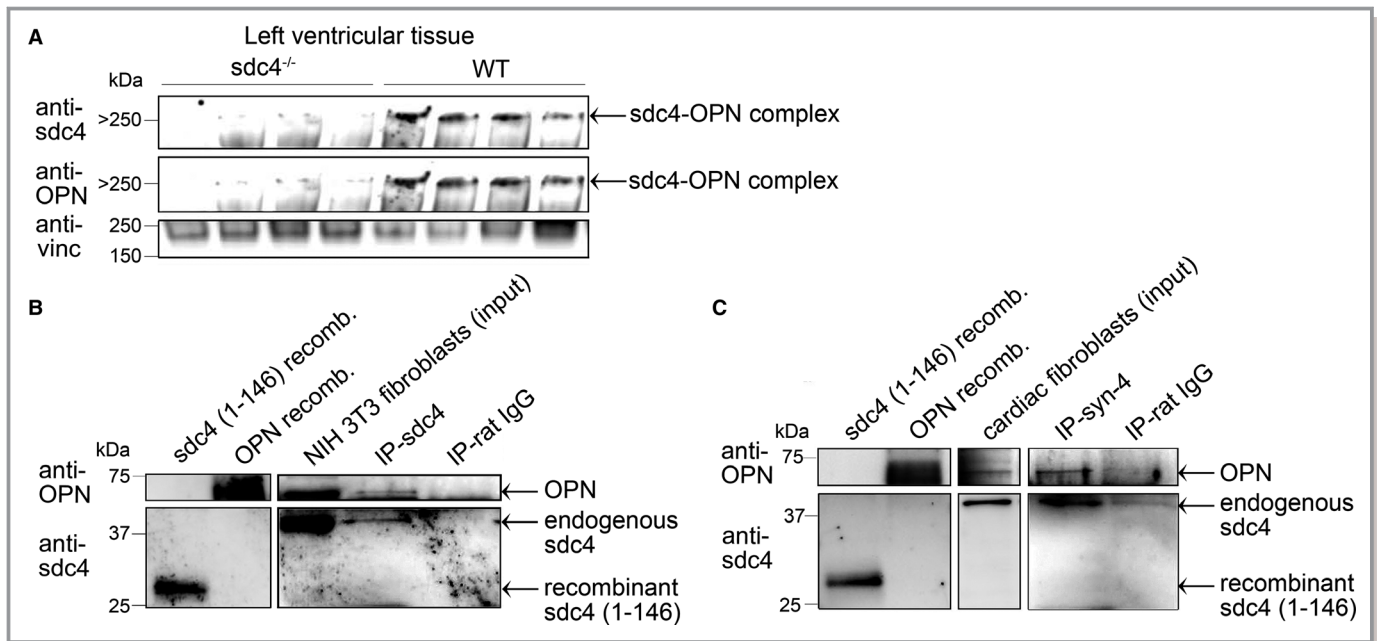 A
Left ventricular tissue
sdc4-/-
WT
kDa
anti-
sdc4
>250
sdc4-OPN complex
anti-
OPN
>250
sdc4-OPN complex
anti-
vinc
250
150
B
sdc4 (1-146) recomb.
OPN recomb.
NIH 3T3 fibroblasts (input)
IP-sdc4
IP-rat IgG
kDa
anti-
OPN
75
OPN
anti-
sdc4
37
25
endogenous
sdc4
recombinant
sdc4 (1-146)
C
sdc4 (1-146) recomb.
OPN recomb.
cardiac fibroblasts (input)
IP-syn-4
IP-rat IgG
kDa
anti-
OPN
75
OPN
anti-
sdc4
37
25
endogenous
sdc4
recombinant
sdc4 (1-146)